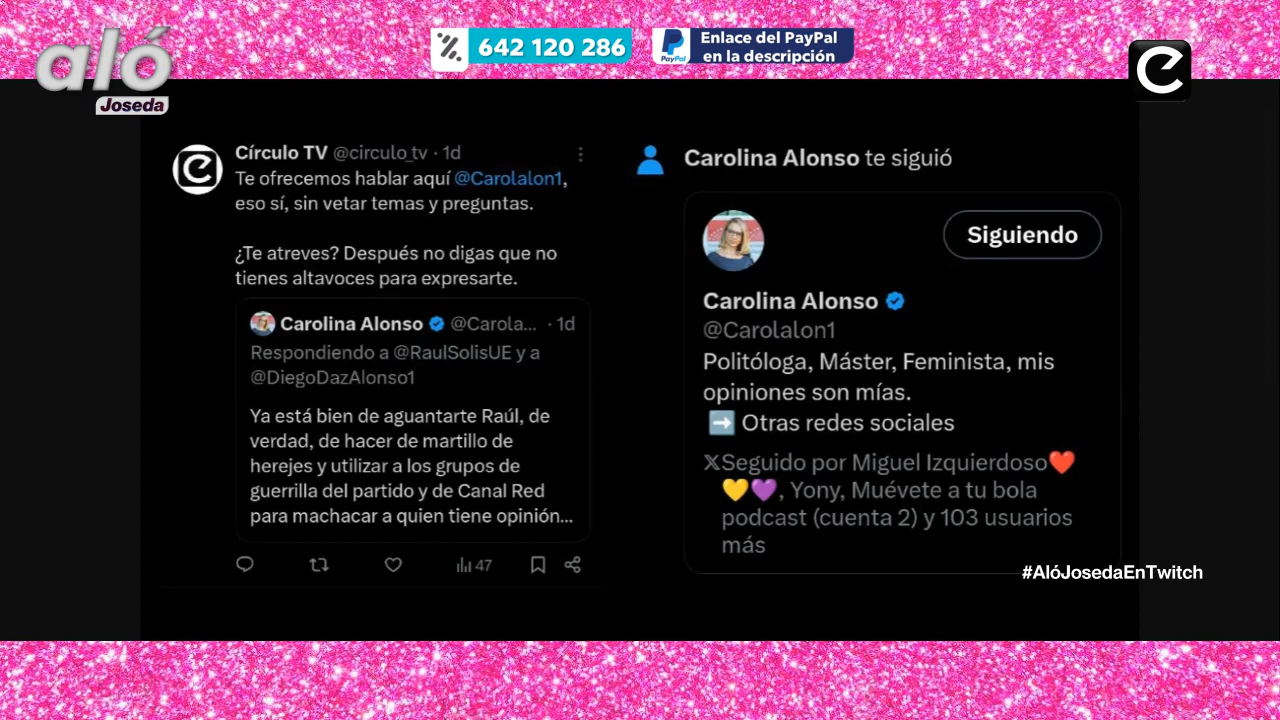 aló
Joseda
642 120 286
PayPal
Enlace del PayPal
en la descripción
Círculo TV @circulo_tv · 1d
Te ofrecemos hablar aquí @Carolalon1,
eso sí, sin vetar temas y preguntas.
¿Te atreves? Después no digas que no
tienes altavoces para expresarte.
Carolina Alonso @Carola... · 1d
Respondiendo a @RaulSolisUE y a
@DiegoDazAlonso1
Ya está bien de aguantarte Raúl, de
verdad, de hacer de martillo de
herejes y utilizar a los grupos de
guerrilla del partido y de Canal Red
para machacar a quien tiene opinión...
47
Carolina Alonso te siguió
Siguiendo
Carolina Alonso
@Carolalon1
Politóloga, Máster, Feminista, mis
opiniones son mías.
➡️ Otras redes sociales
Seguido por Miguel Izquierdoso❤️
💛💜, Yony, Muévete a tu bola
podcast (cuenta 2) y 103 usuarios
más
#AlóJosedaEnTwitch